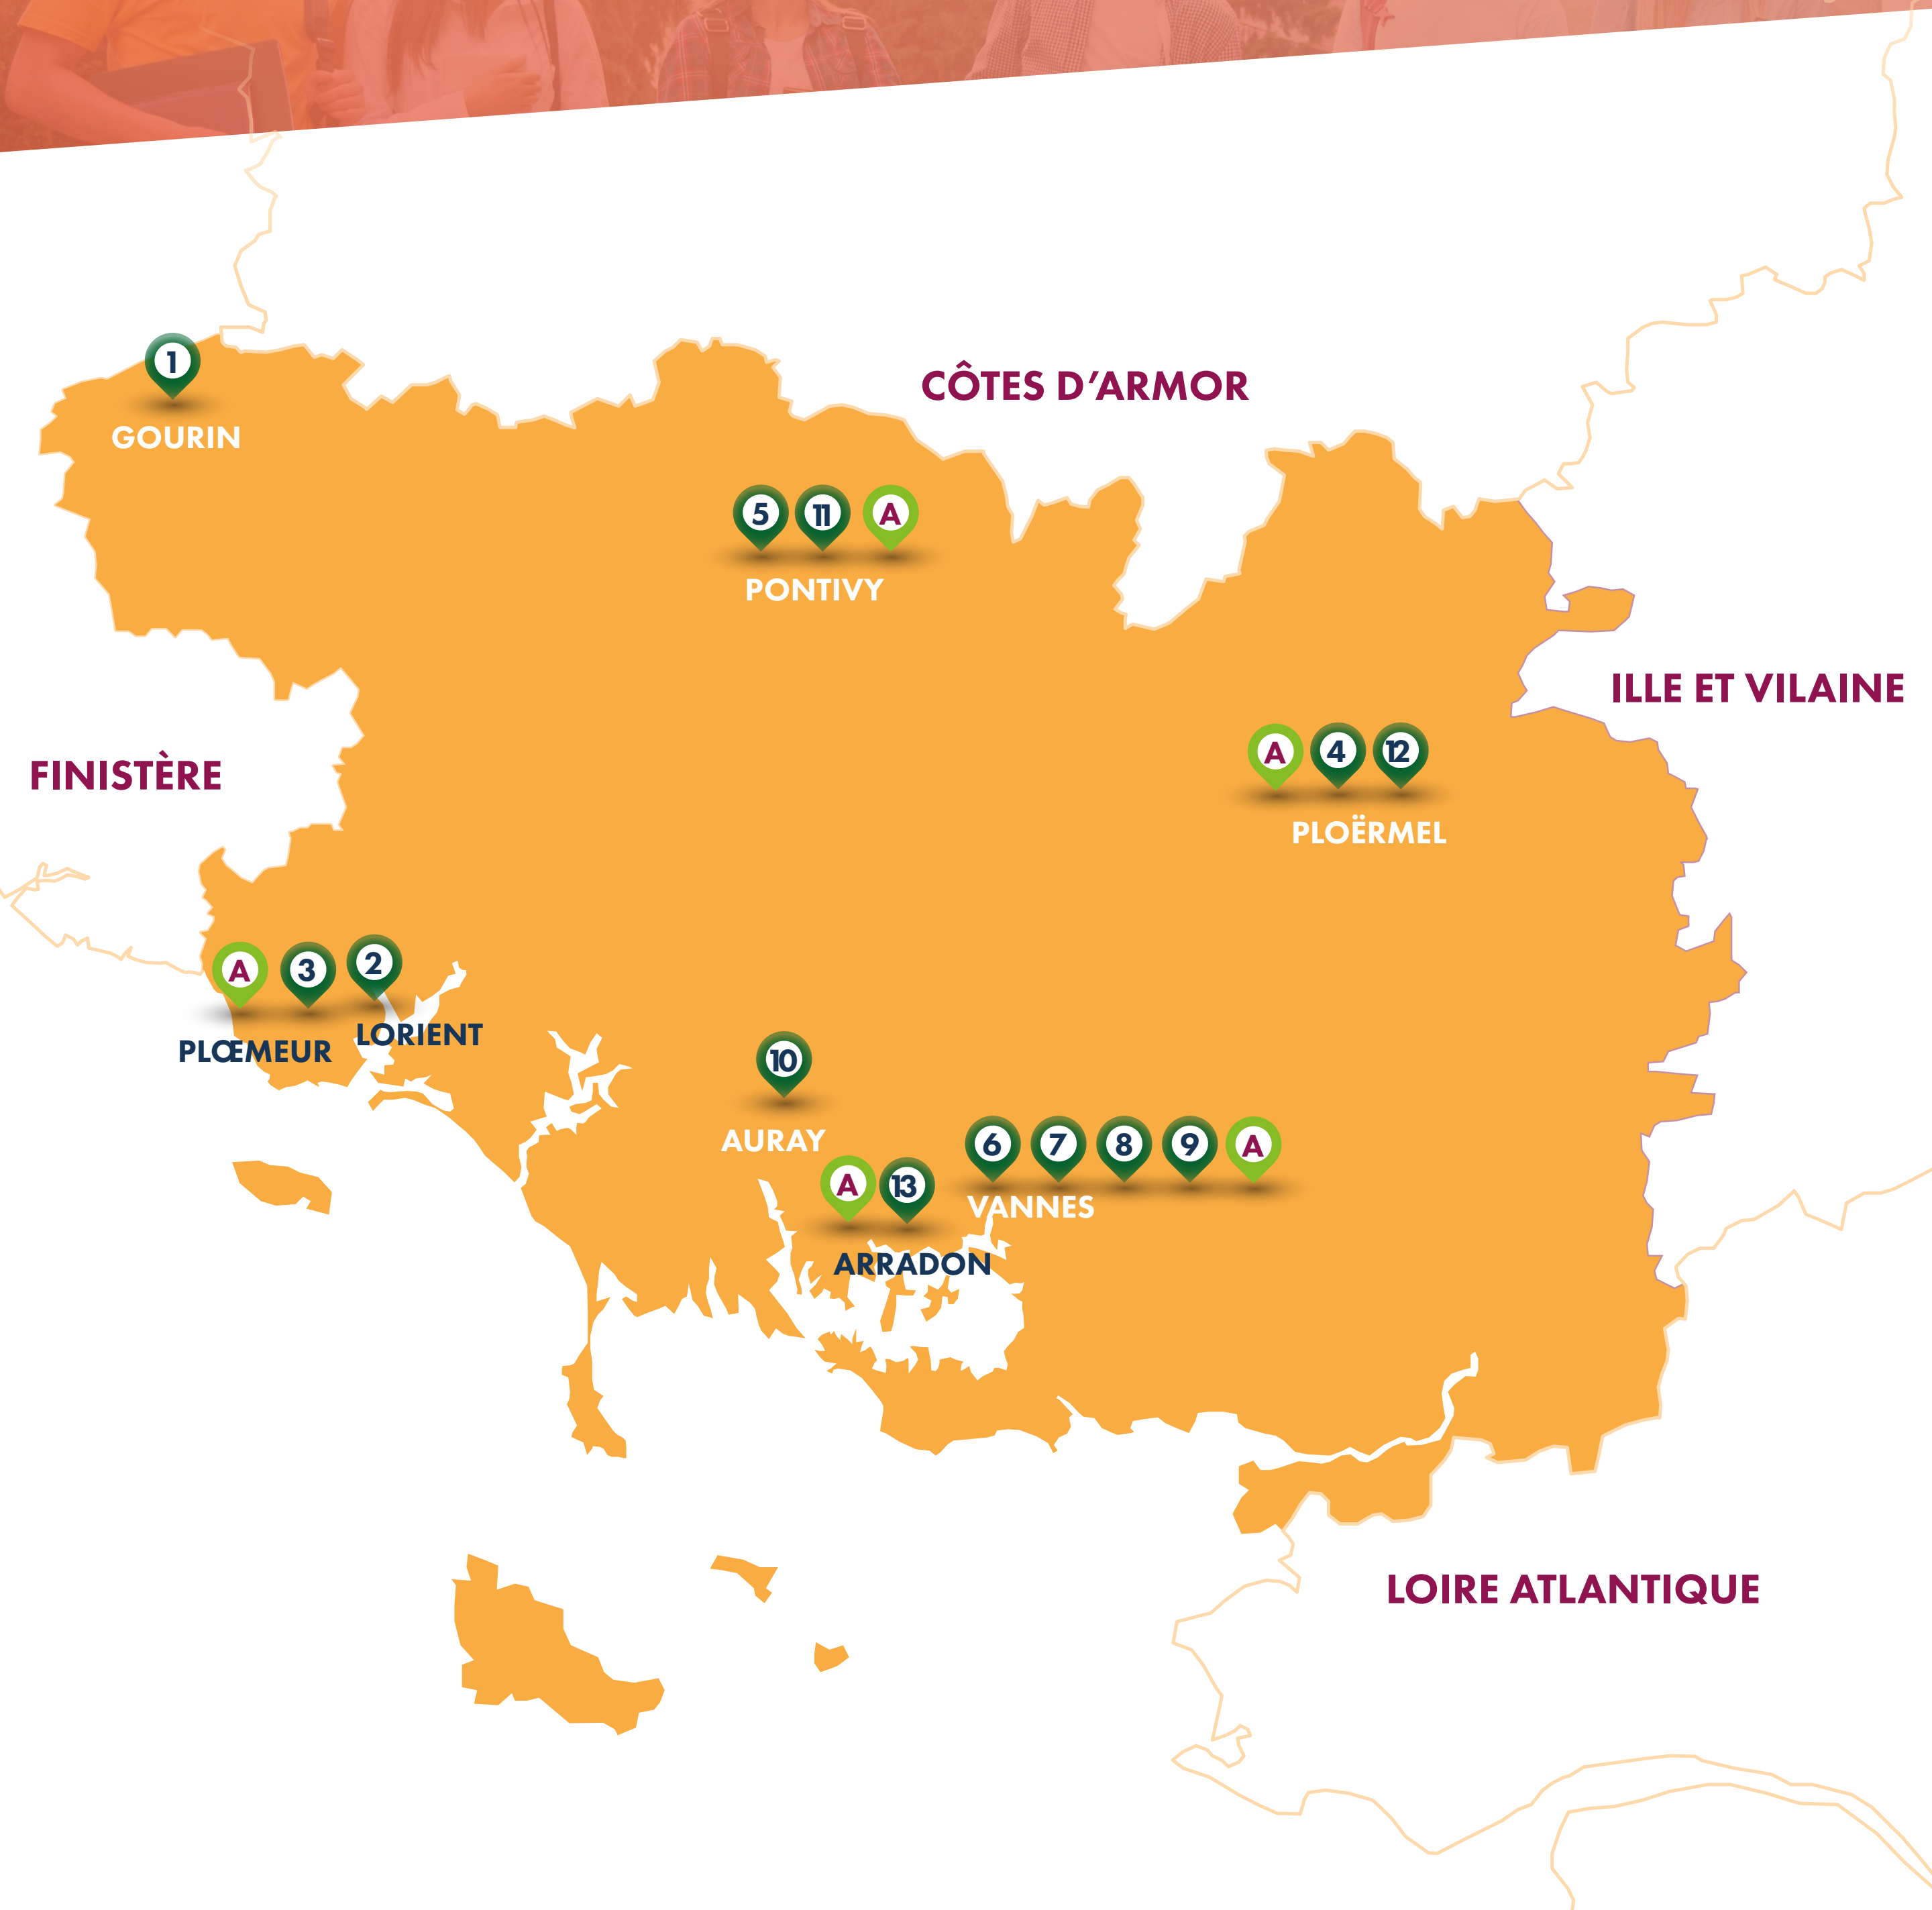 1
GOURIN
CÔTES D'ARMOR
5 11 A
PONTIVY
ILLE ET VILAINE
FINISTÈRE
A 4 12
PLOËRMEL
A 3 2
LORIENT
PLŒMEUR
10
AURAY
6 7 8 9 A
VANNES
A 13
ARRADON
LOIRE ATLANTIQUE